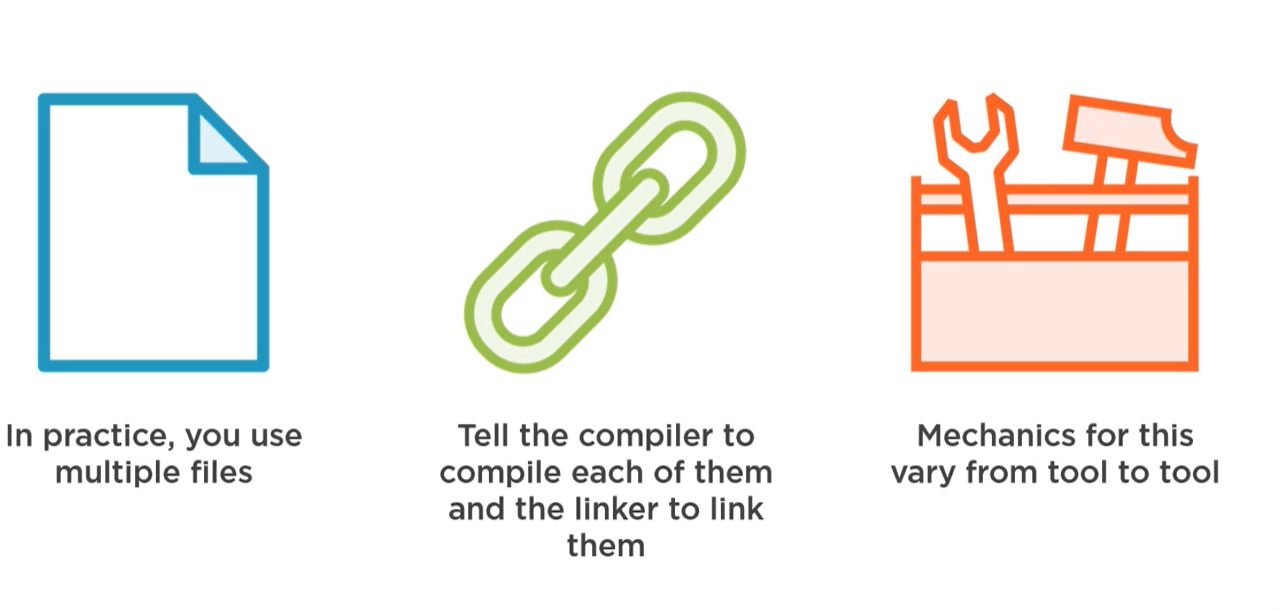 In practice, you use
multiple files
Tell the compiler to
compile each of them
and the linker to link
them
Mechanics for this
vary from tool to tool